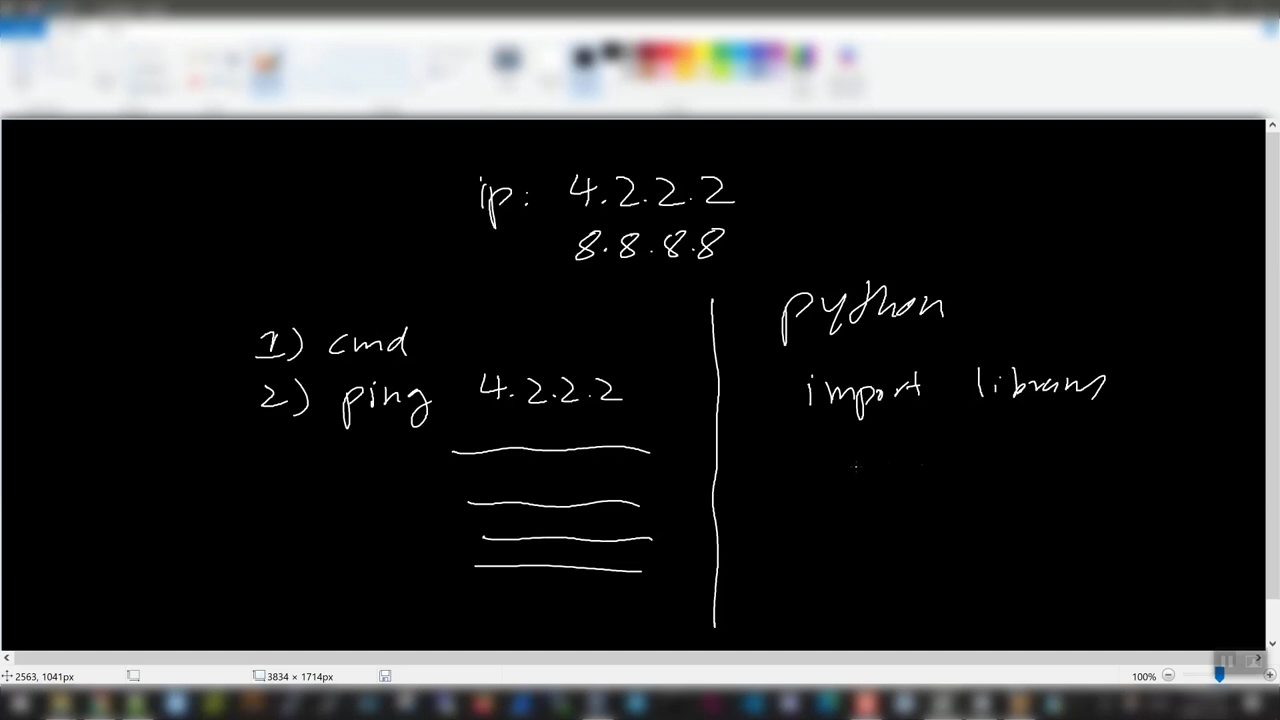 ip: 4.2.2.2
8.8.8.8
1) cmd
2) ping 4.2.2.2
python
import library
2563, 1041px
3834 × 1714px
100%